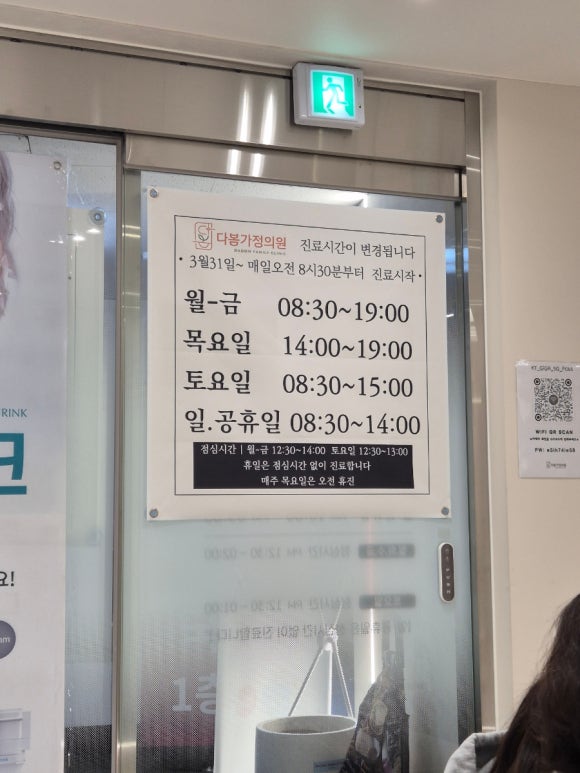 다봄가정의원 진료시간이 변경됩니다
DABOM FAMILY CLINIC
• 3월31일~ 매일오전 8시30분부터 진료시작 •
월-금 08:30~19:00
목요일 14:00~19:00
토요일 08:30~15:00
일.공휴일 08:30~14:00
점심시간 | 월-금 12:30~14:00 토요일 12:30~13:00
휴일은 점심시간 없이 진료합니다
매주 목요일은 오전 휴진
WIFI QR SCAN
RINK
크
요!
1층